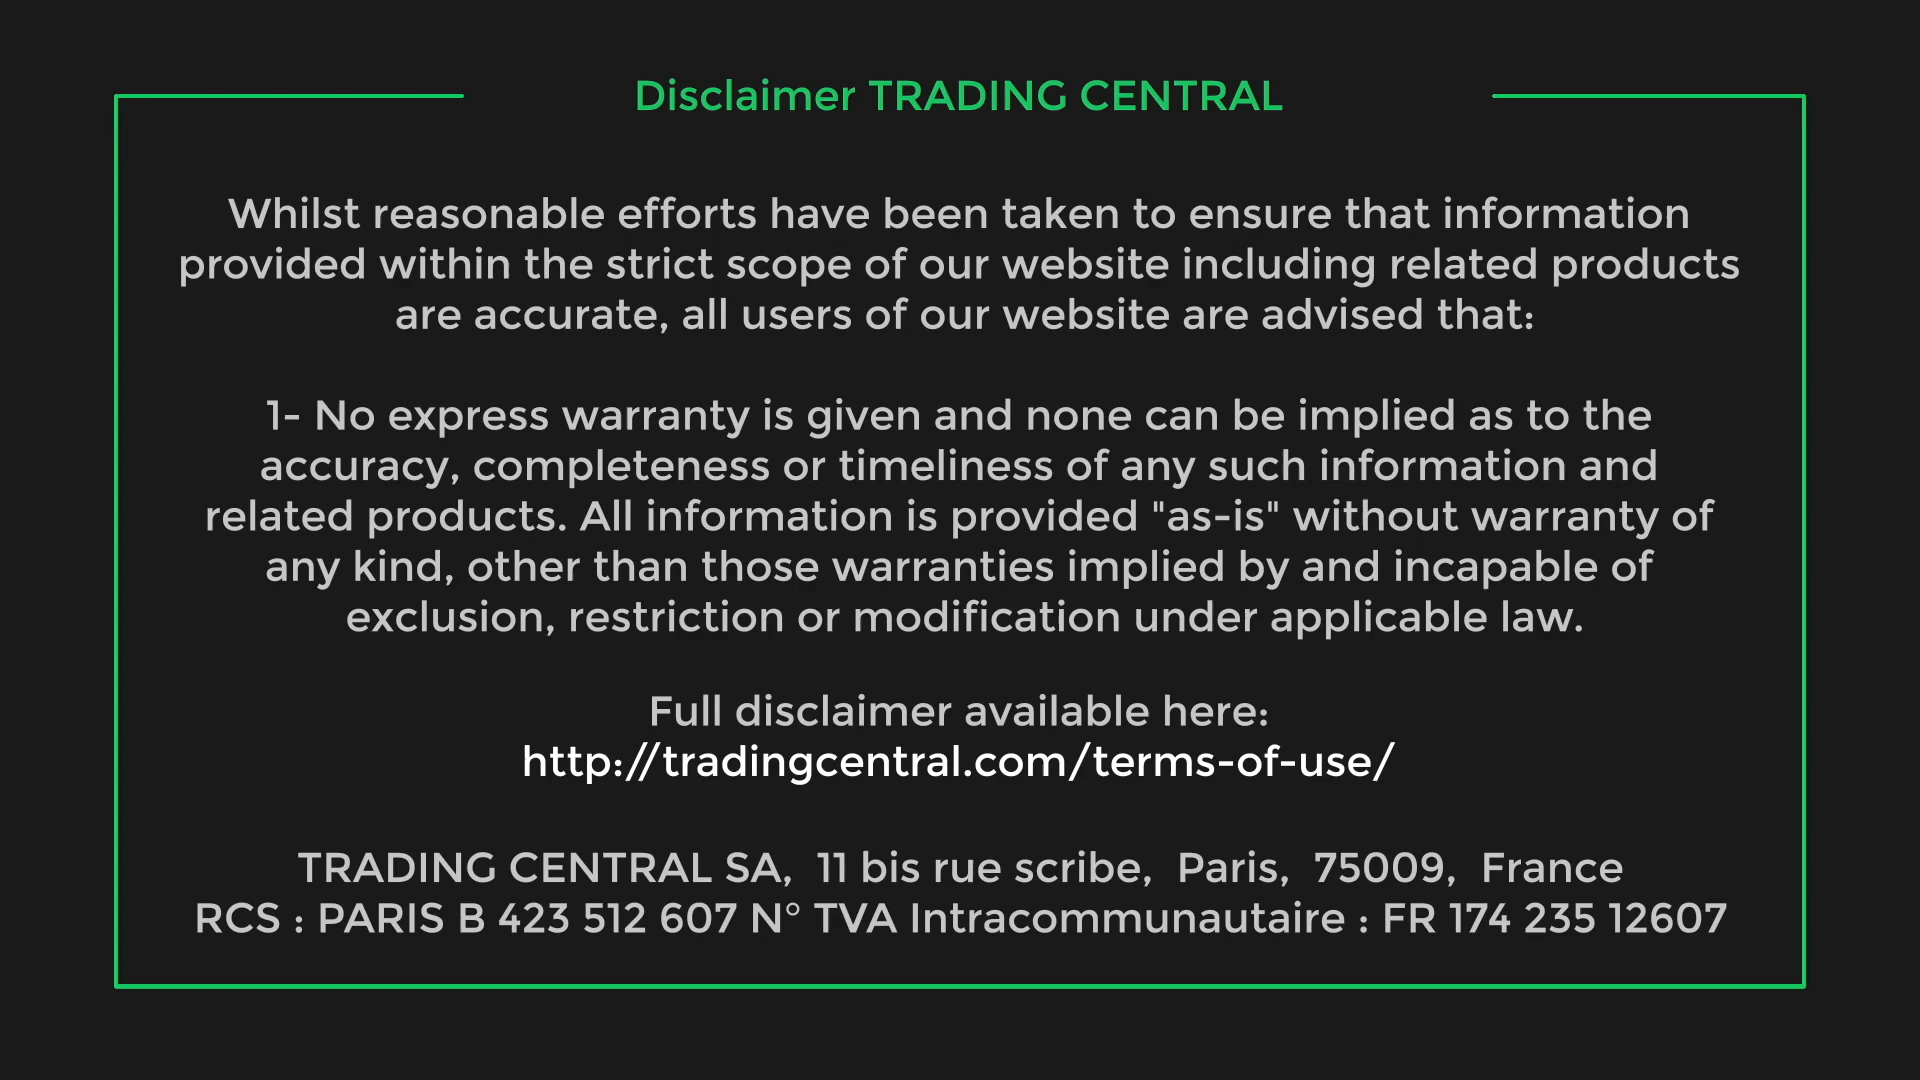 Disclaimer TRADING CENTRAL
Whilst reasonable efforts have been taken to ensure that information
provided within the strict scope of our website including related products
are accurate, all users of our website are advised that:
1- No express warranty is given and none can be implied as to the
accuracy, completeness or timeliness of any such information and
related products. All information is provided "as-is" without warranty of
any kind, other than those warranties implied by and incapable of
exclusion, restriction or modification under applicable law.
Full disclaimer available here:
http://tradingcentral.com/terms-of-use/
TRADING CENTRAL SA, 11 bis rue scribe, Paris, 75009, France
RCS : PARIS B 423 512 607 N° TVA Intracommunautaire : FR 174 235 12607